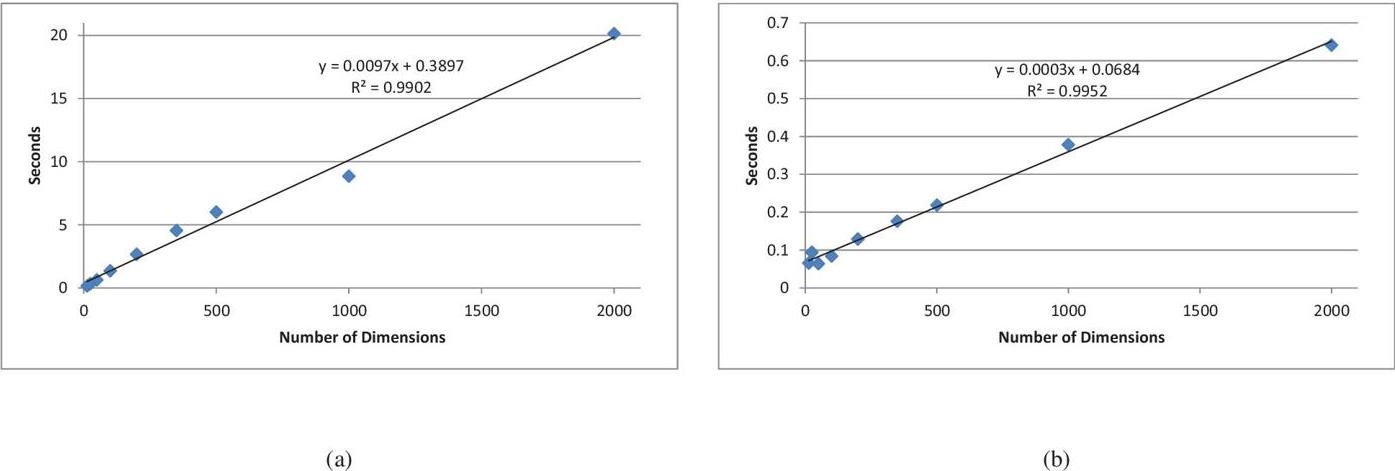 20
15
10
5
0
Seconds
y = 0.0097x + 0.3897
R² = 0.9902
0 500 1000 1500 2000
Number of Dimensions
(a)
0.7
0.6
0.5
0.4
0.3
0.2
0.1
0
Seconds
y = 0.0003x + 0.0684
R² = 0.9952
0 500 1000 1500 2000
Number of Dimensions
(b)